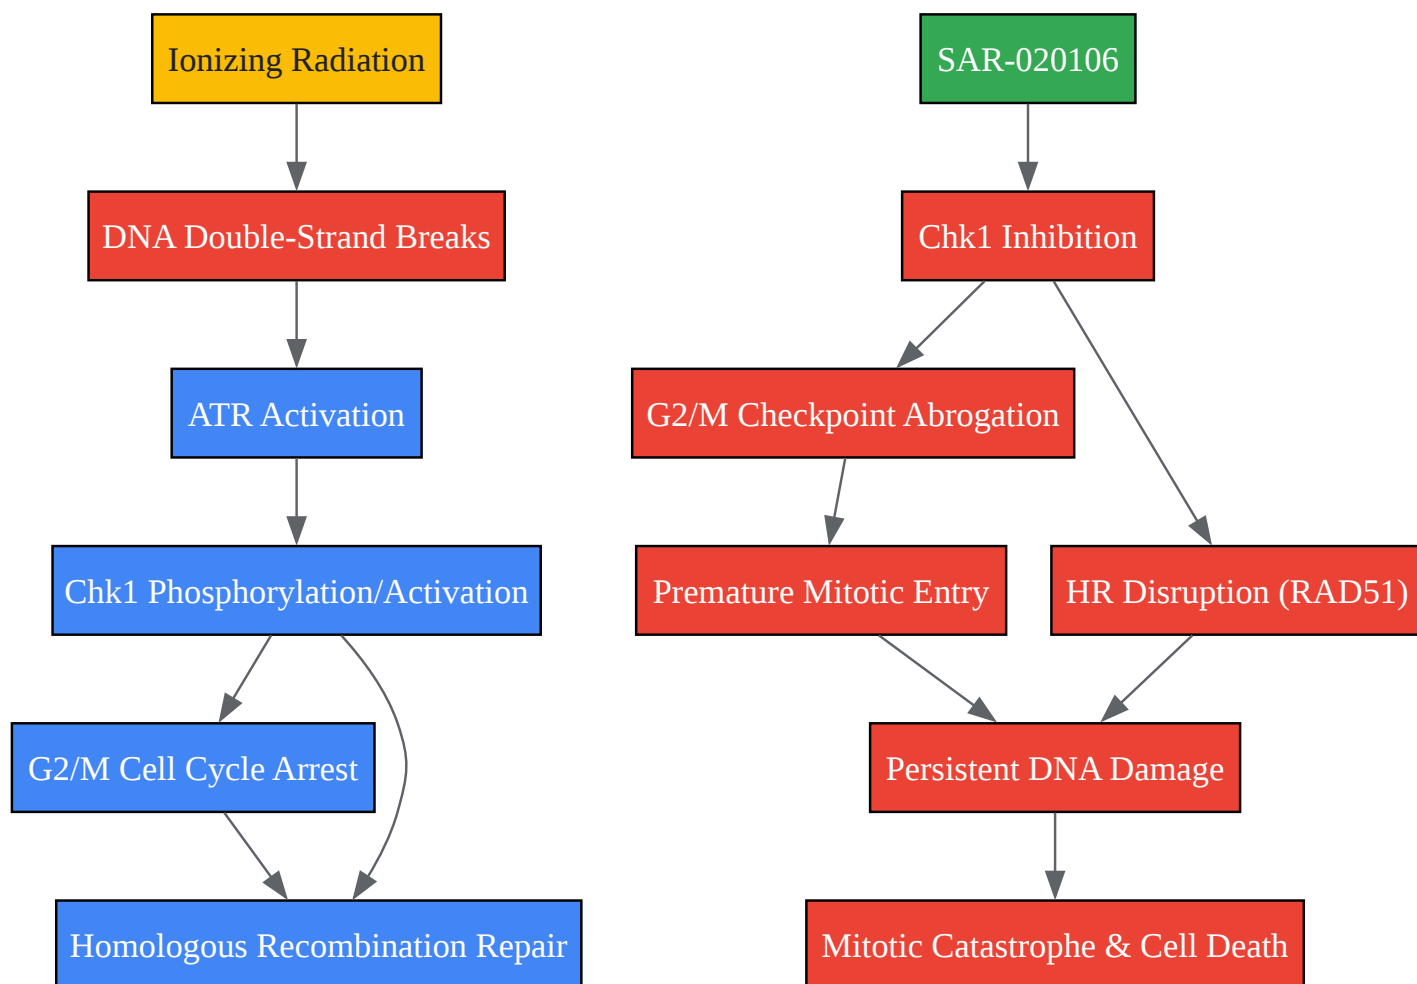 Ionizing Radiation
SAR-020106
DNA Double-Strand Breaks
Chk1 Inhibition
ATR Activation
G2/M Checkpoint Abrogation
Chk1 Phosphorylation/Activation
Premature Mitotic Entry
HR Disruption (RAD51)
G2/M Cell Cycle Arrest
Persistent DNA Damage
Homologous Recombination Repair
Mitotic Catastrophe & Cell Death